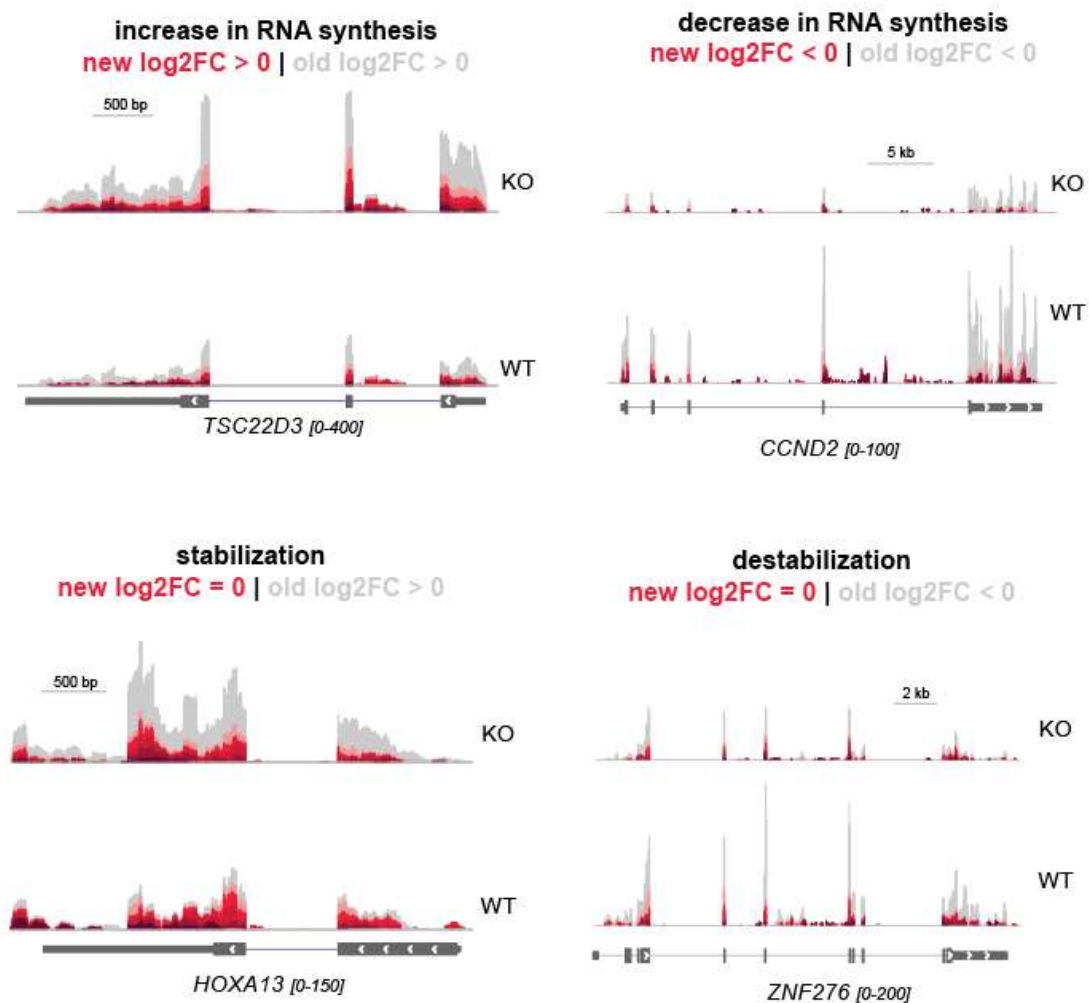 increase in RNA synthesis
new log2FC > 0 | old log2FC > 0
500 bp
KO
WT
TSC22D3 [0-400]
decrease in RNA synthesis
new log2FC < 0 | old log2FC < 0
5 kb
KO
WT
CCND2 [0-100]
stabilization
new log2FC = 0 | old log2FC > 0
500 bp
KO
WT
HOXA13 [0-150]
destabilization
new log2FC = 0 | old log2FC < 0
2 kb
KO
WT
ZNF276 [0-200]